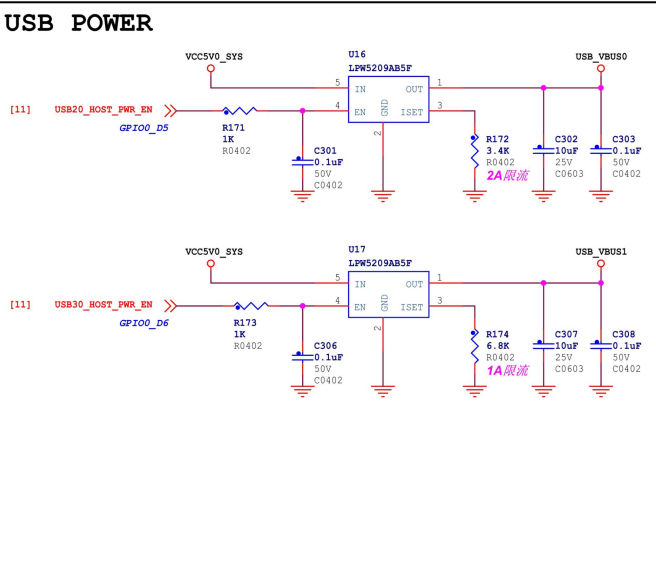 USB POWER
VCC5V0_SYS
U16
LPW5209AB5F
USB_VBUS0
5
IN
OUT
1
[11]
USB20_HOST_PWR_EN
4
EN
GND
ISET
3
GPIO0_D5
R171
1K
R0402
2
C301
0.1uF
50V
C0402
R172
3.4K
R0402
2A限流
C302
10uF
25V
C0603
C303
0.1uF
50V
C0402
VCC5V0_SYS
U17
LPW5209AB5F
USB_VBUS1
5
IN
OUT
1
[11]
USB30_HOST_PWR_EN
4
EN
GND
ISET
3
GPIO0_D6
R173
1K
R0402
2
C306
0.1uF
50V
C0402
R174
6.8K
R0402
1A限流
C307
10uF
25V
C0603
C308
0.1uF
50V
C0402